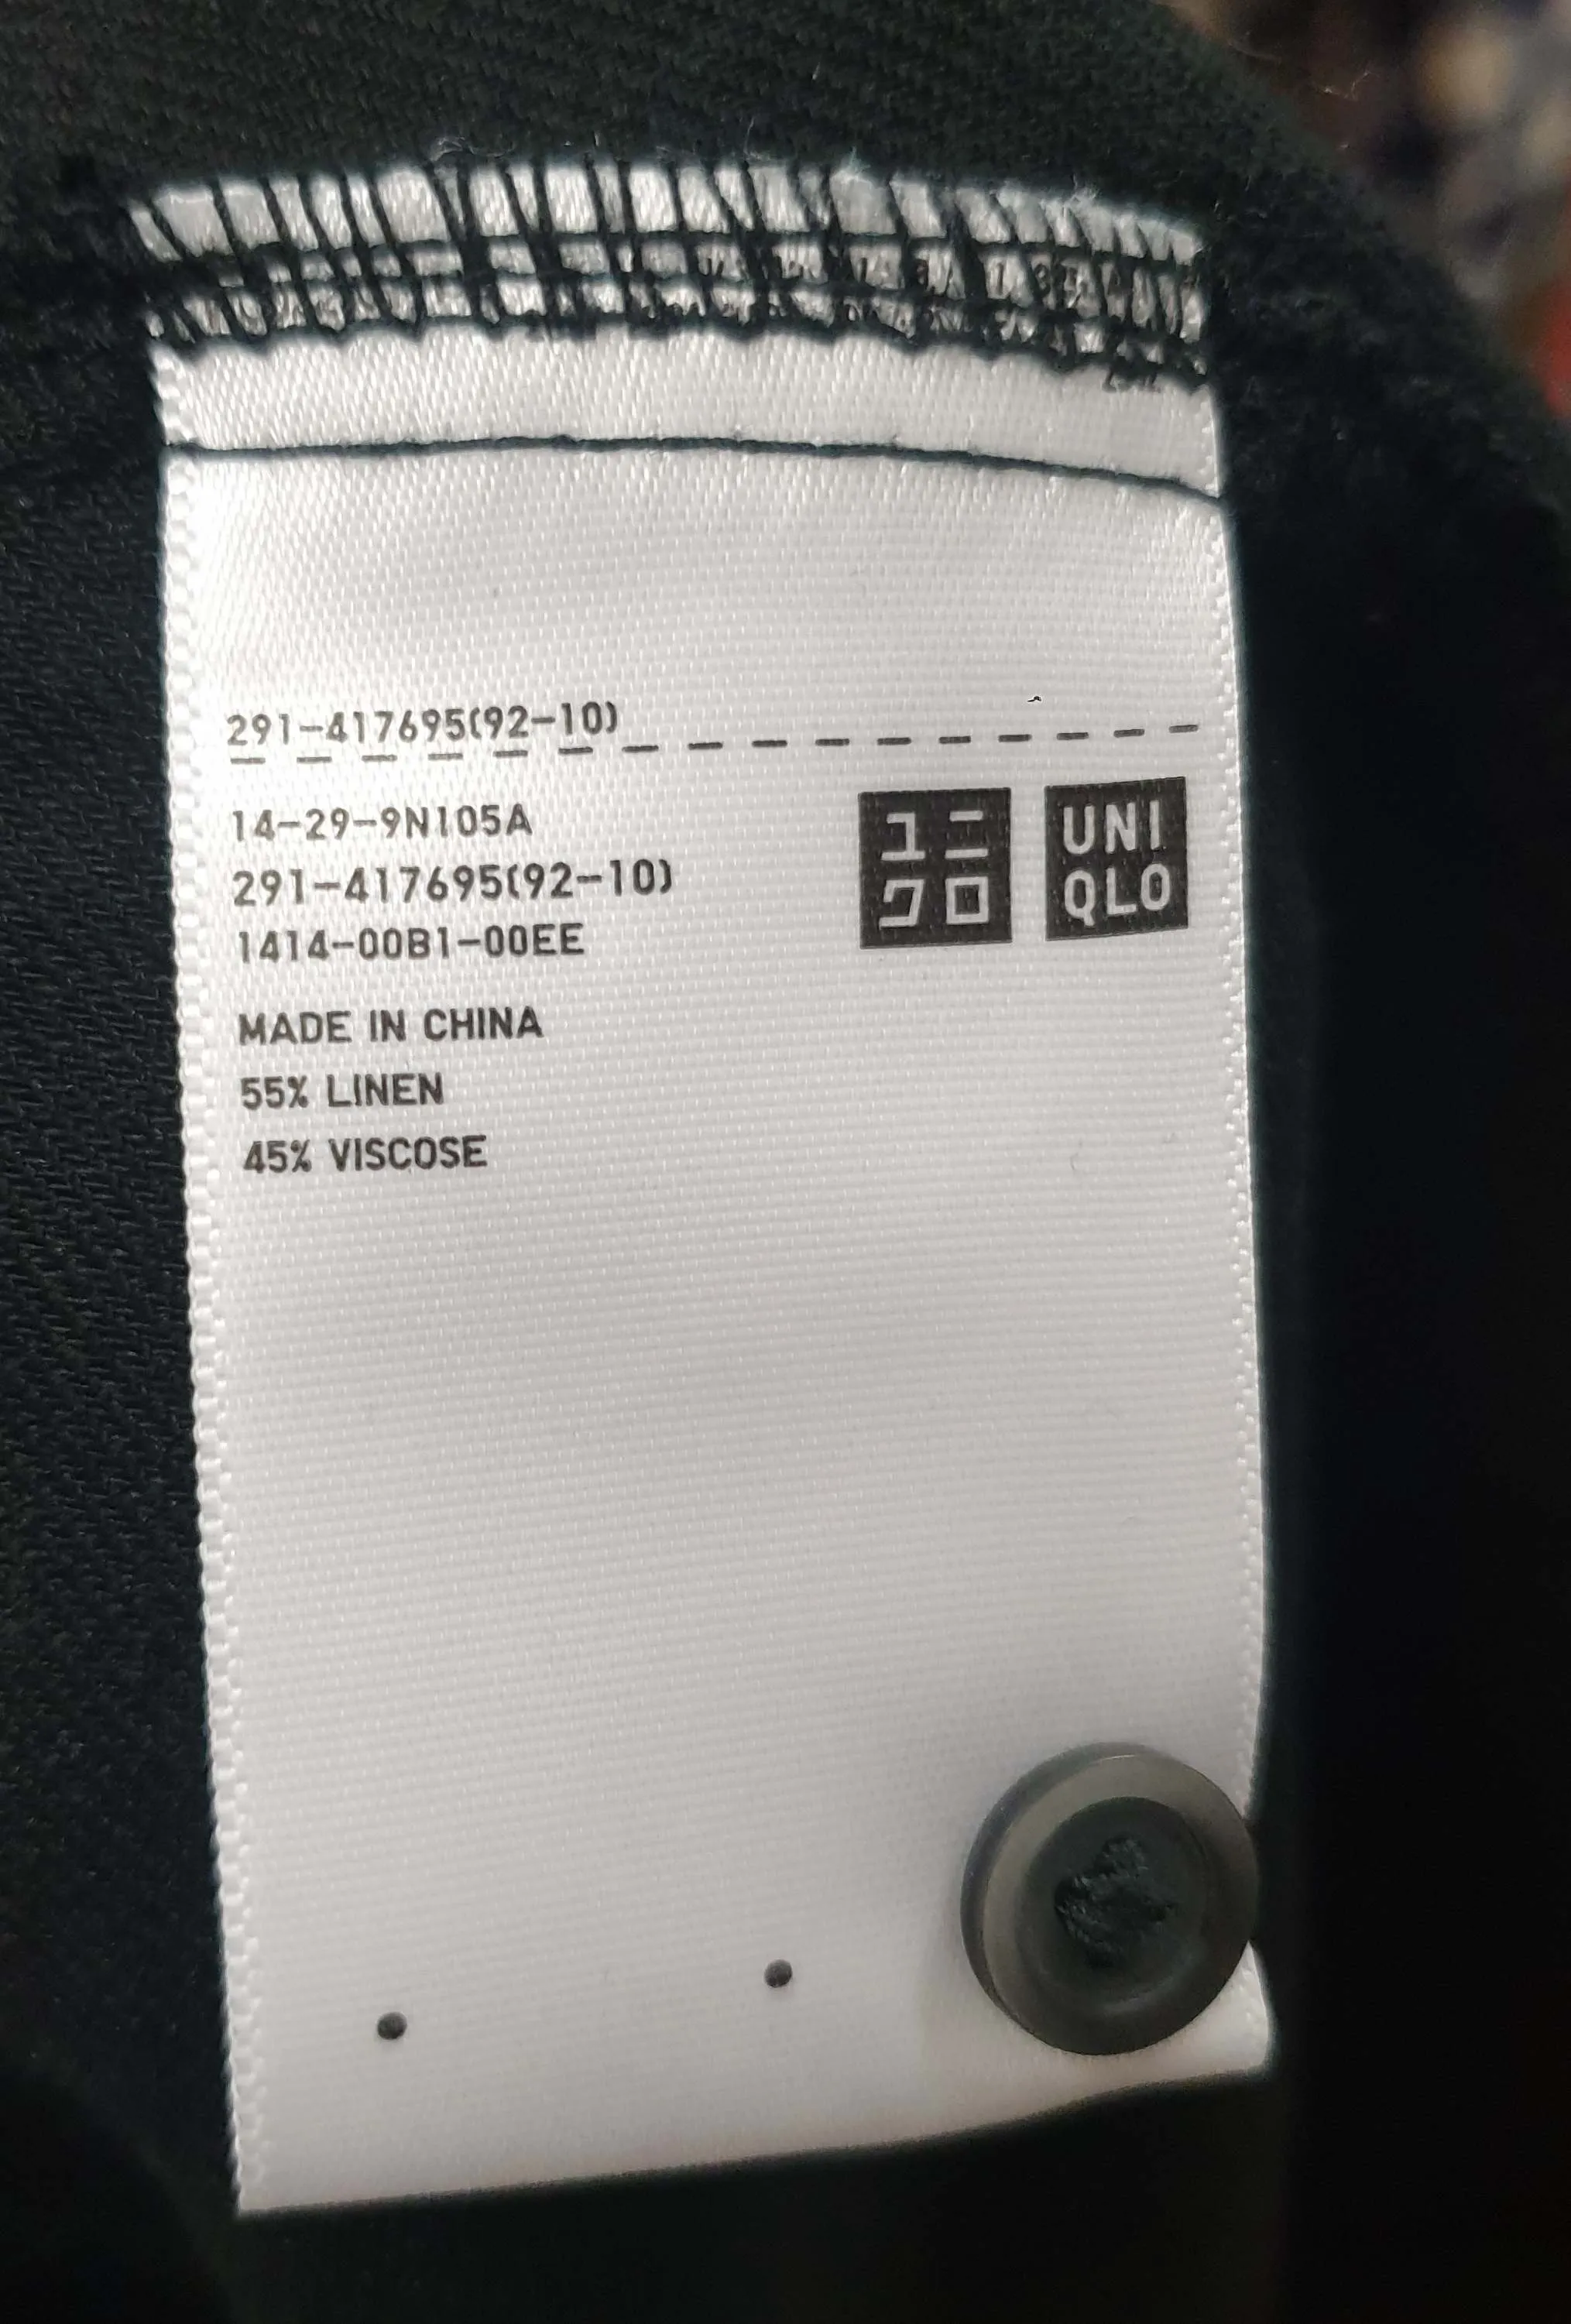 291-417695(92-10)
14-29-9N105A
291-417695(92-10)
1414-00B1-00EE
ユニ
クロ
UNI
QLO
MADE IN CHINA
55% LINEN
45% VISCOSE